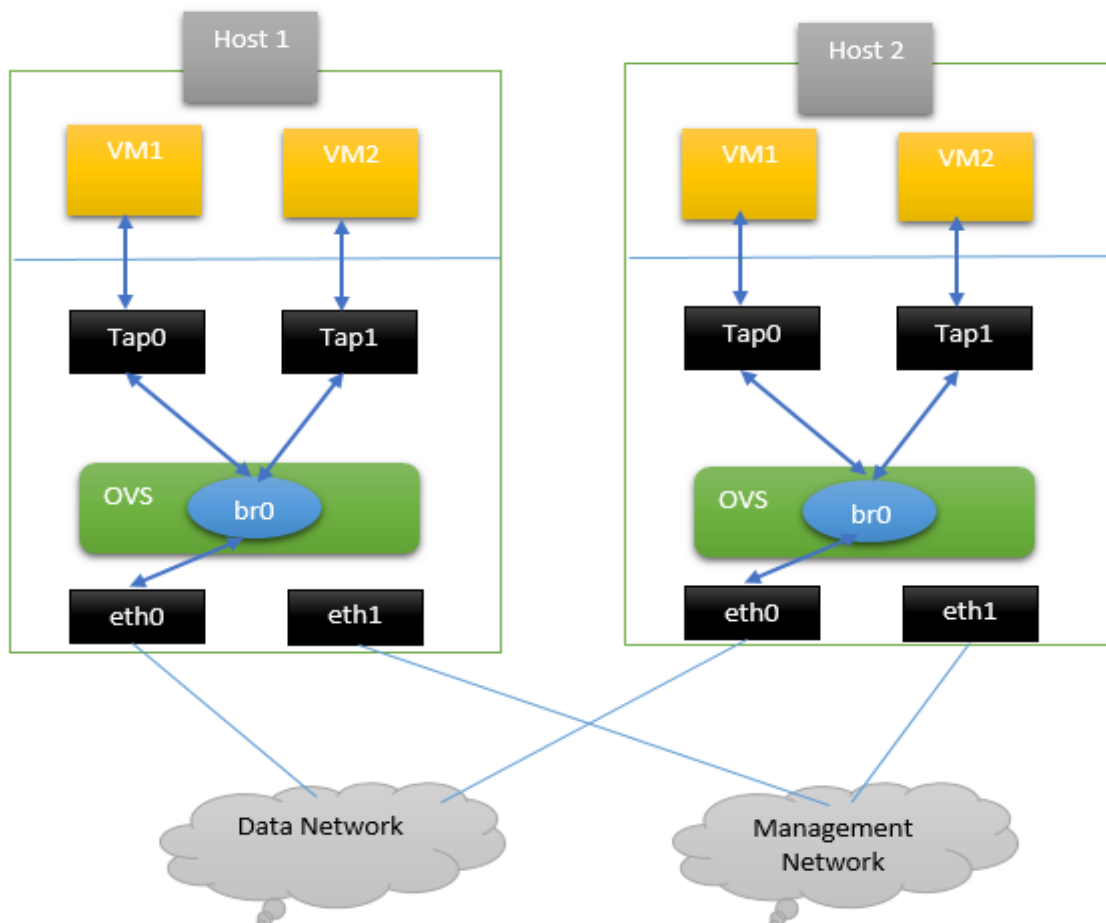 Host 1
VM1
VM2
Tap0
Tap1
OVS
br0
eth0
eth1
Host 2
VM1
VM2
Tap0
Tap1
OVS
br0
eth0
eth1
Data Network
Management
Network